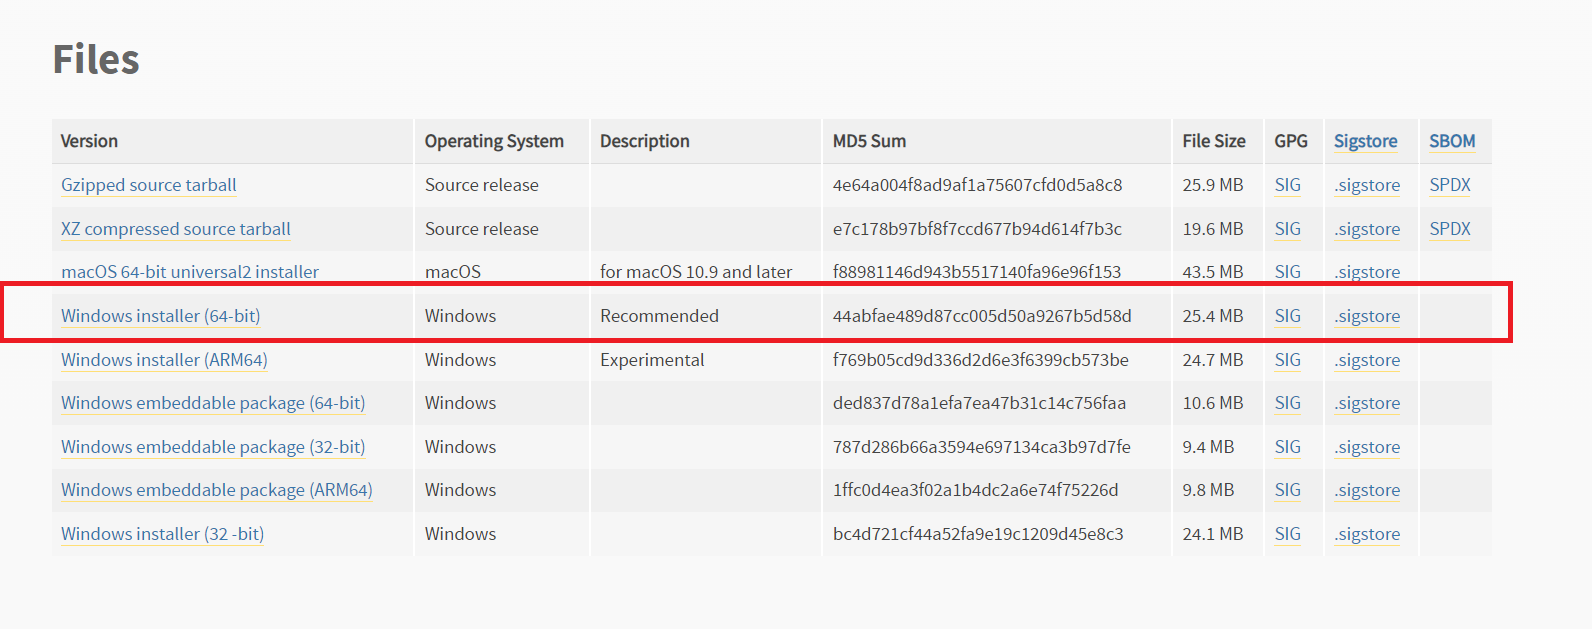 Files
Version Operating System Description MD5 Sum File Size GPG Sigstore SBOM
Gzipped source tarball Source release 4e64a004f8ad9af1a75607cfd0d5a8c8 25.9 MB SIG .sigstore SPDX
XZ compressed source tarball Source release e7c178b97bf8f7ccd677b94d614f7b3c 19.6 MB SIG .sigstore SPDX
macOS 64-bit universal2 installer macOS for macOS 10.9 and later f88981146d943b5517140fa96e96f153 43.5 MB SIG .sigstore
Windows installer (64-bit) Windows Recommended 44abfae489d87cc005d50a9267b5d58d 25.4 MB SIG .sigstore
Windows installer (ARM64) Windows Experimental f769b05cd9d336d2d6e3f6399cb573be 24.7 MB SIG .sigstore
Windows embeddable package (64-bit) Windows ded837d78a1efa7ea47b31c14c756faa 10.6 MB SIG .sigstore
Windows embeddable package (32-bit) Windows 787d286b66a3594e697134ca3b97d7fe 9.4 MB SIG .sigstore
Windows embeddable package (ARM64) Windows 1ffc0d4ea3f02a1b4dc2a6e74f75226d 9.8 MB SIG .sigstore
Windows installer (32 -bit) Windows bc4d721cf44a52fa9e19c1209d45e8c3 24.1 MB SIG .sigstore